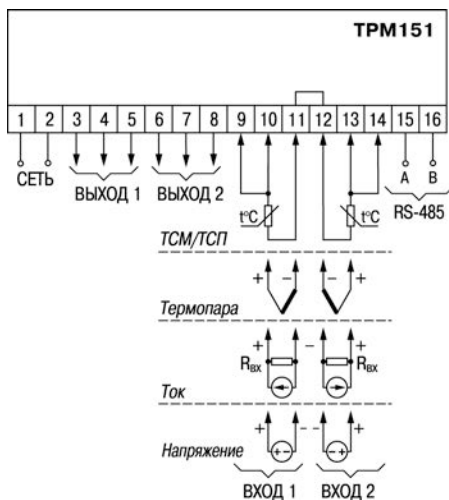 ТРМ151
1 2 3 4 5 6 7 8 9 10 11 12 13 14 15 16
СЕТЬ ВЫХОД 1 ВЫХОД 2 t°C t°C A B
RS-485
ТСМ/ТСП
+ - - +
Термопара
+ - +
Rвх Rвх
Ток
+ - - +
+ - - +
Напряжение
ВХОД 1 ВХОД 2